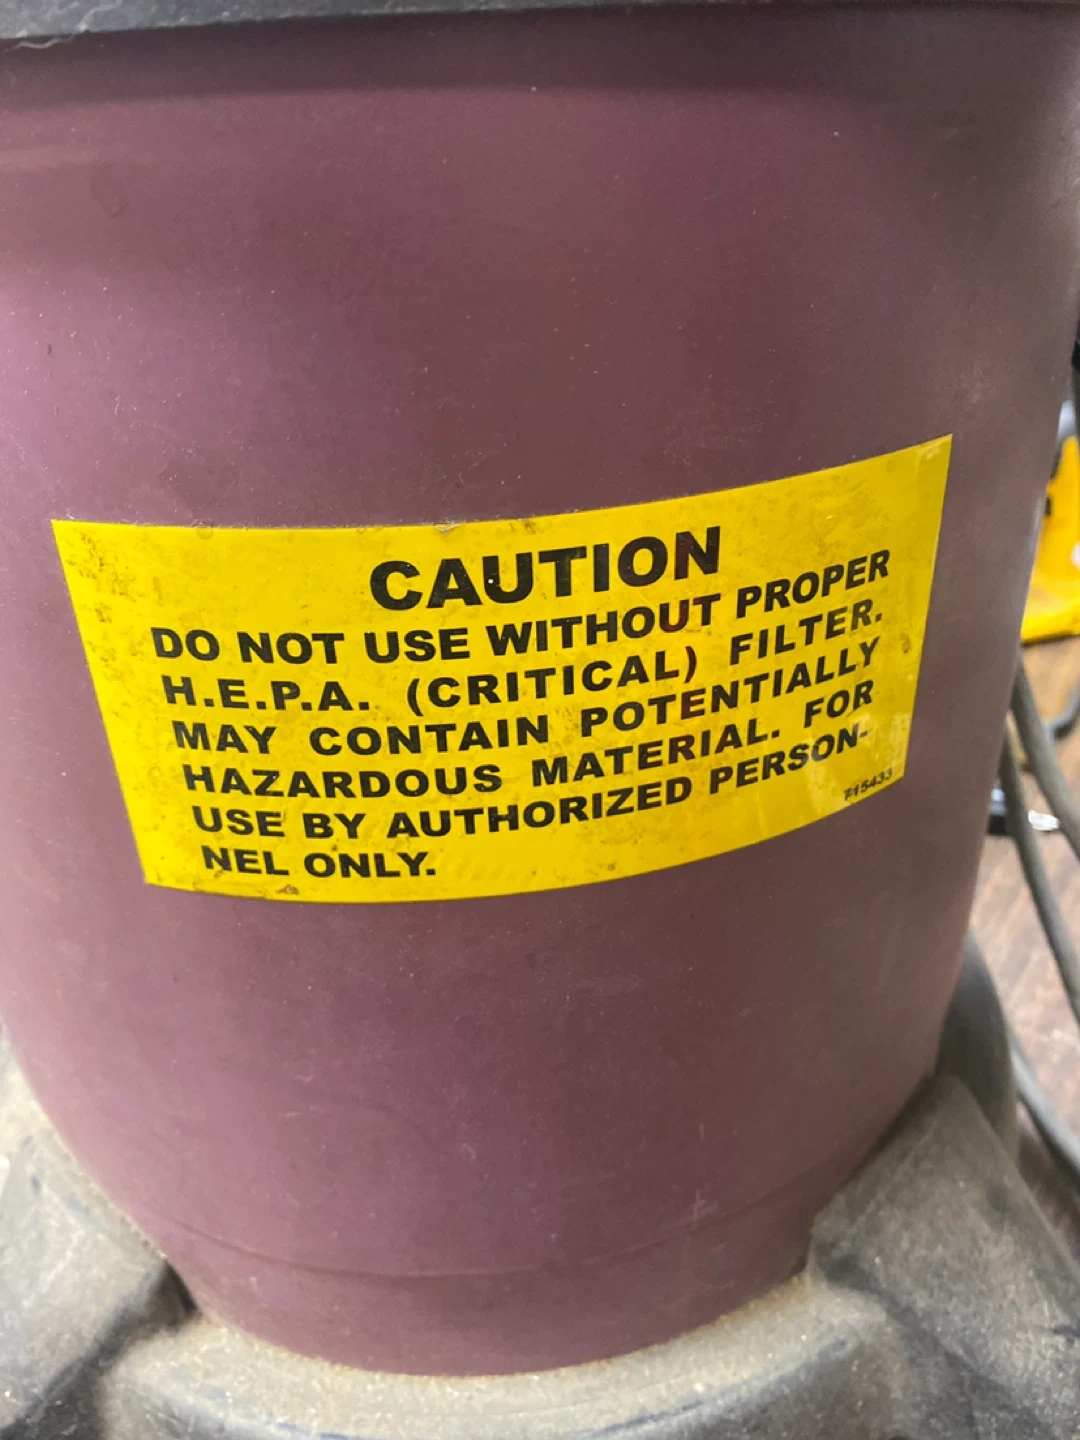 CAUTION
DO NOT USE WITHOUT PROPER
H.E.P.A. (CRITICAL) FILTER.
MAY CONTAIN POTENTIALLY
HAZARDOUS MATERIAL. FOR
USE BY AUTHORIZED PERSON-
NEL ONLY.
715433